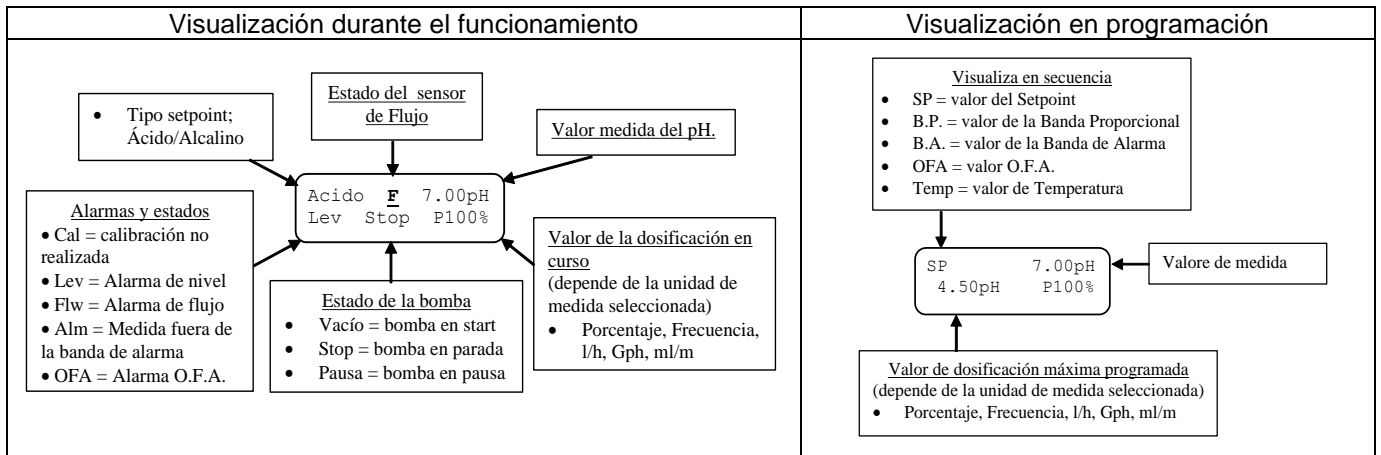 Visualización durante el funcionamiento
Visualización en programación
Estado del sensor
de Flujo
• Tipo setpoint;
Ácido/Alcalino
Valor medida del pH.
Acido F 7.00pH
Lev Stop P100%
Alarmas y estados
• Cal = calibración no
realizada
• Lev = Alarma de nivel
• Flw = Alarma de flujo
• Alm = Medida fuera de
la banda de alarma
• OFA = Alarma O.F.A.
Estado de la bomba
• Vacío = bomba en start
• Stop = bomba en parada
• Pausa = bomba en pausa
Valor de la dosificación en
curso
(depende de la unidad de
medida seleccionada)
• Porcentaje, Frecuencia,
l/h, Gph, ml/m
Visualiza en secuencia
• SP = valor del Setpoint
• B.P. = valor de la Banda Proporcional
• B.A. = valor de la Banda de Alarma
• OFA = valor O.F.A.
• Temp = valor de Temperatura
SP 7.00pH
4.50pH P100%
Valore de medida
Valor de dosificación máxima programada
(depende de la unidad de medida seleccionada)
• Porcentaje, Frecuencia, l/h, Gph, ml/m